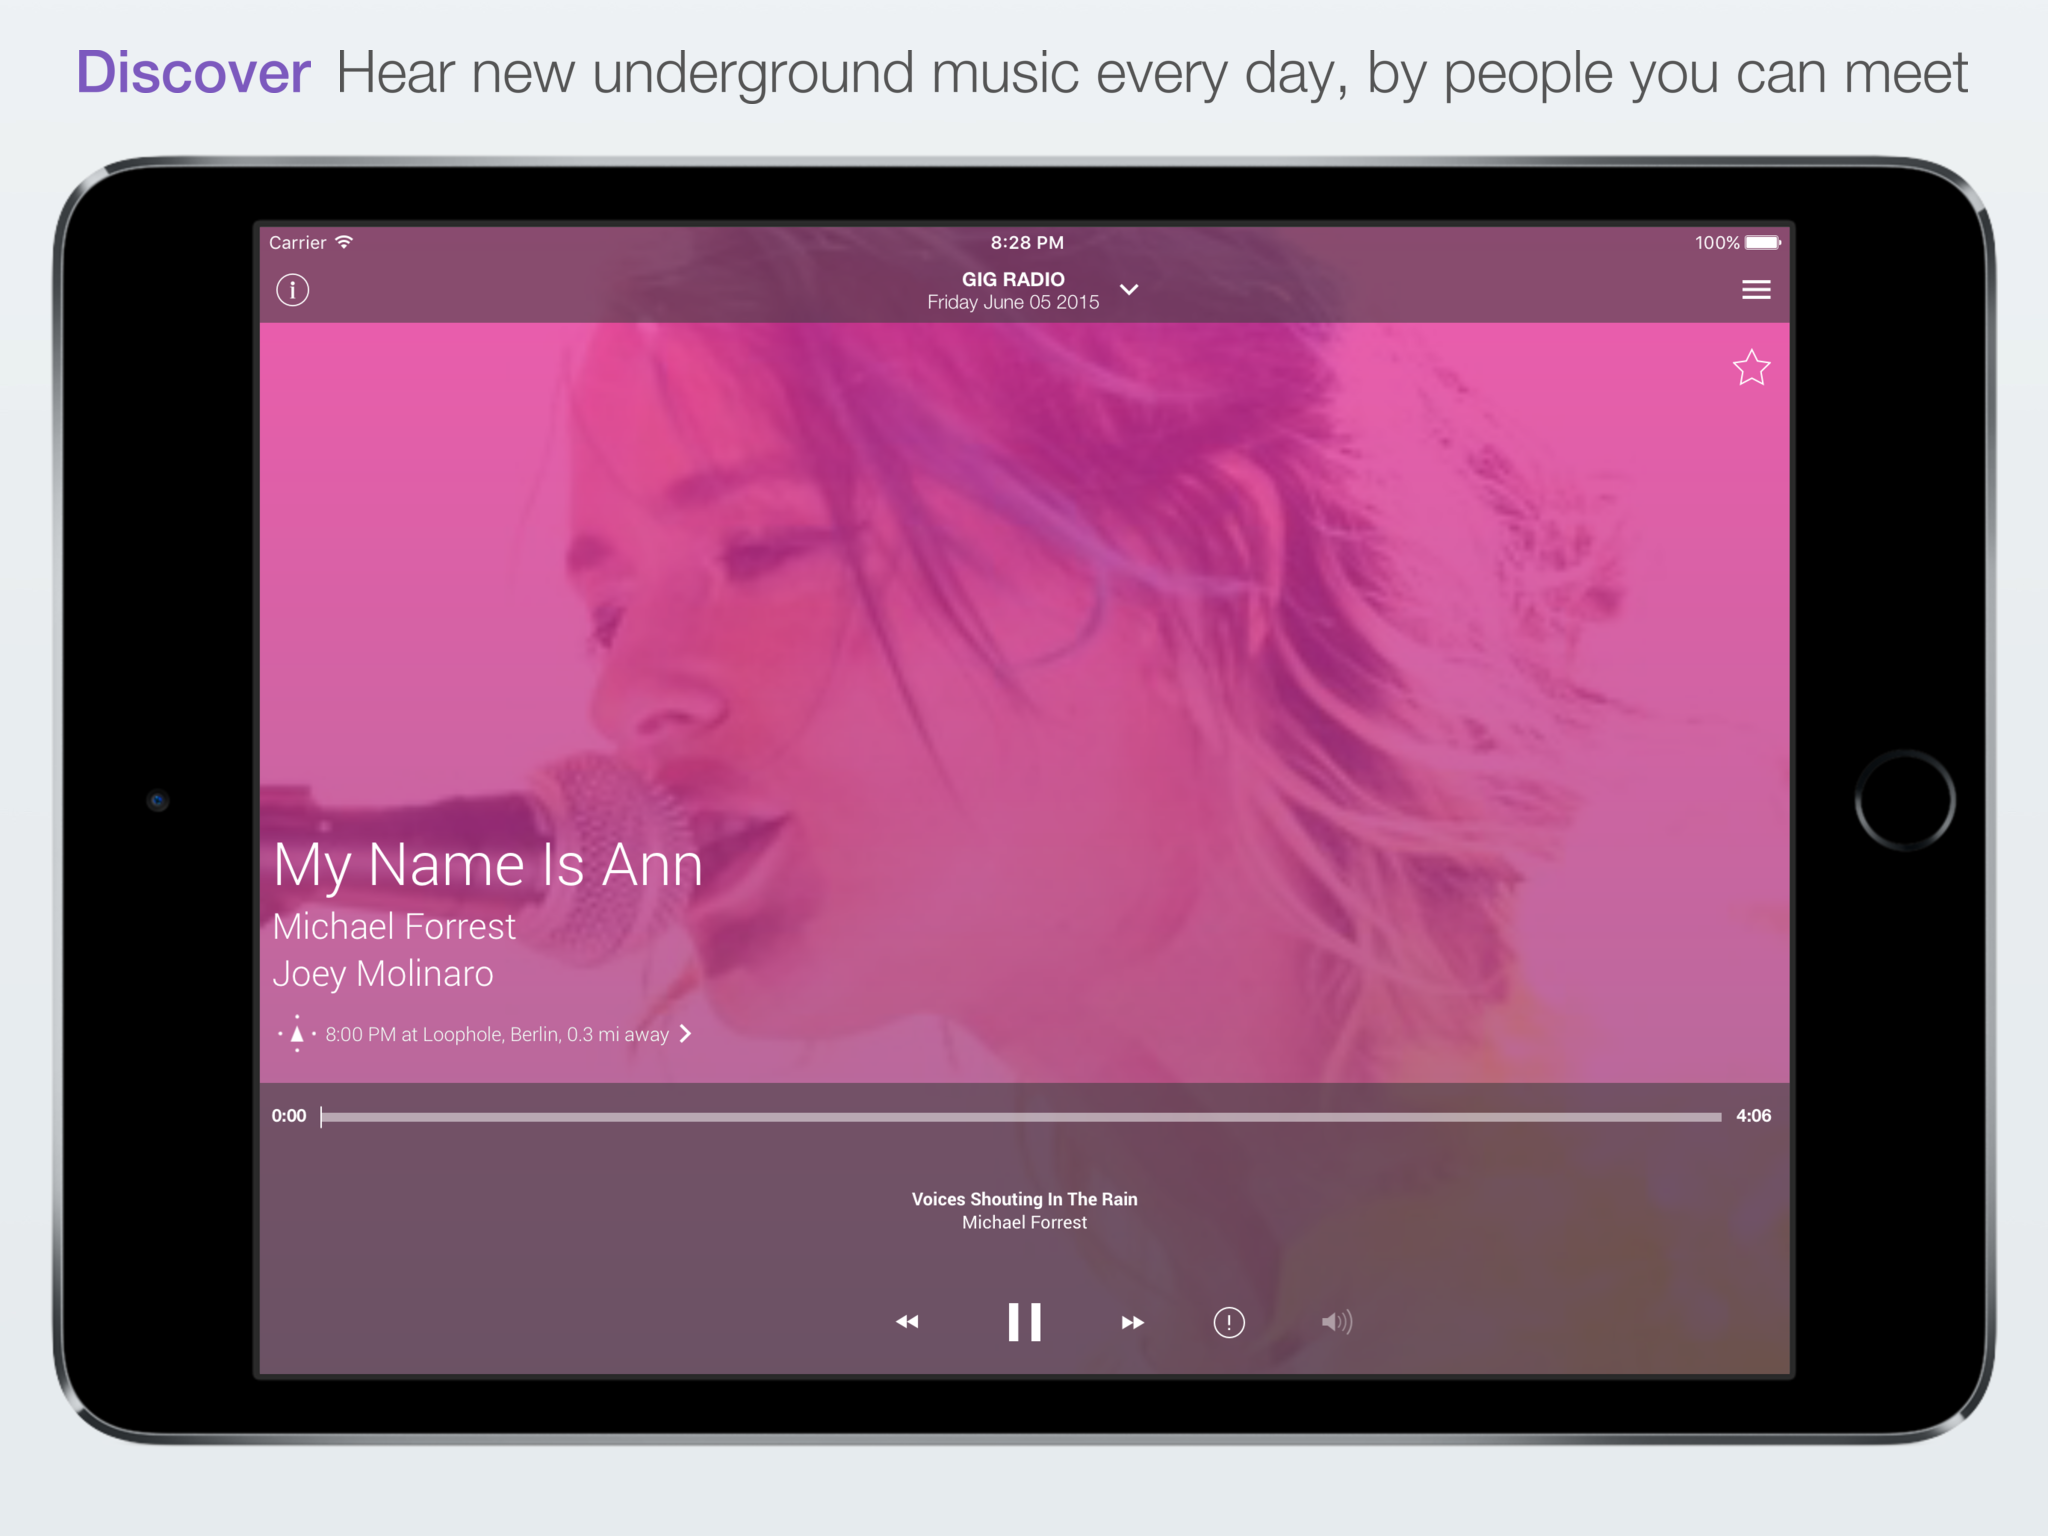 Discover Hear new underground music every day, by people you can meet
Carrier 8:28 PM 100%
GIG RADIO
Friday June 05 2015
My Name Is Ann
Michael Forrest
Joey Molinaro
8:00 PM at Loophole, Berlin, 0.3 mi away
0:00 4:06
Voices Shouting In The Rain
Michael Forrest